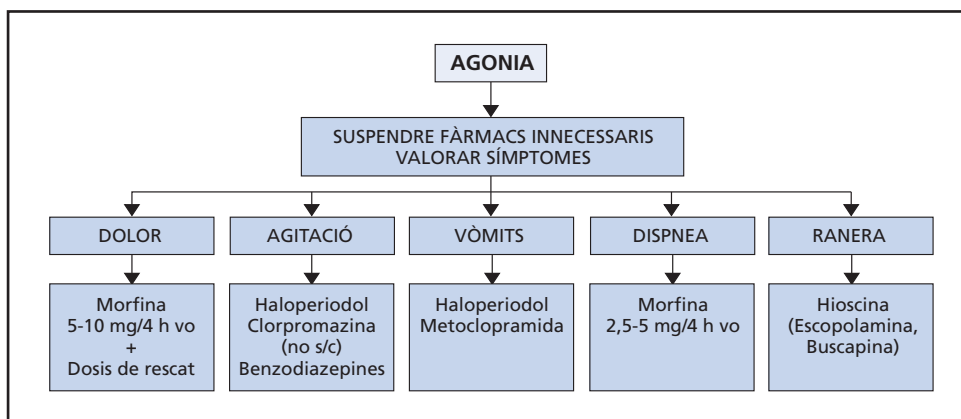 AGONIA
SUSPENDRE FÀRMACS INNECESSARIS
VALORAR SÍMPTOMES
DOLOR
AGITACIÓ
VÒMITS
DISPNEA
RANERA
Morfina
5-10 mg/4 h vo
+
Dosis de rescat
Haloperiodol
Clorpromazina
(no s/c)
Benzodiazepines
Haloperiodol
Metoclopramida
Morfina
2,5-5 mg/4 h vo
Hioscina
(Escopolamina,
Buscapina)